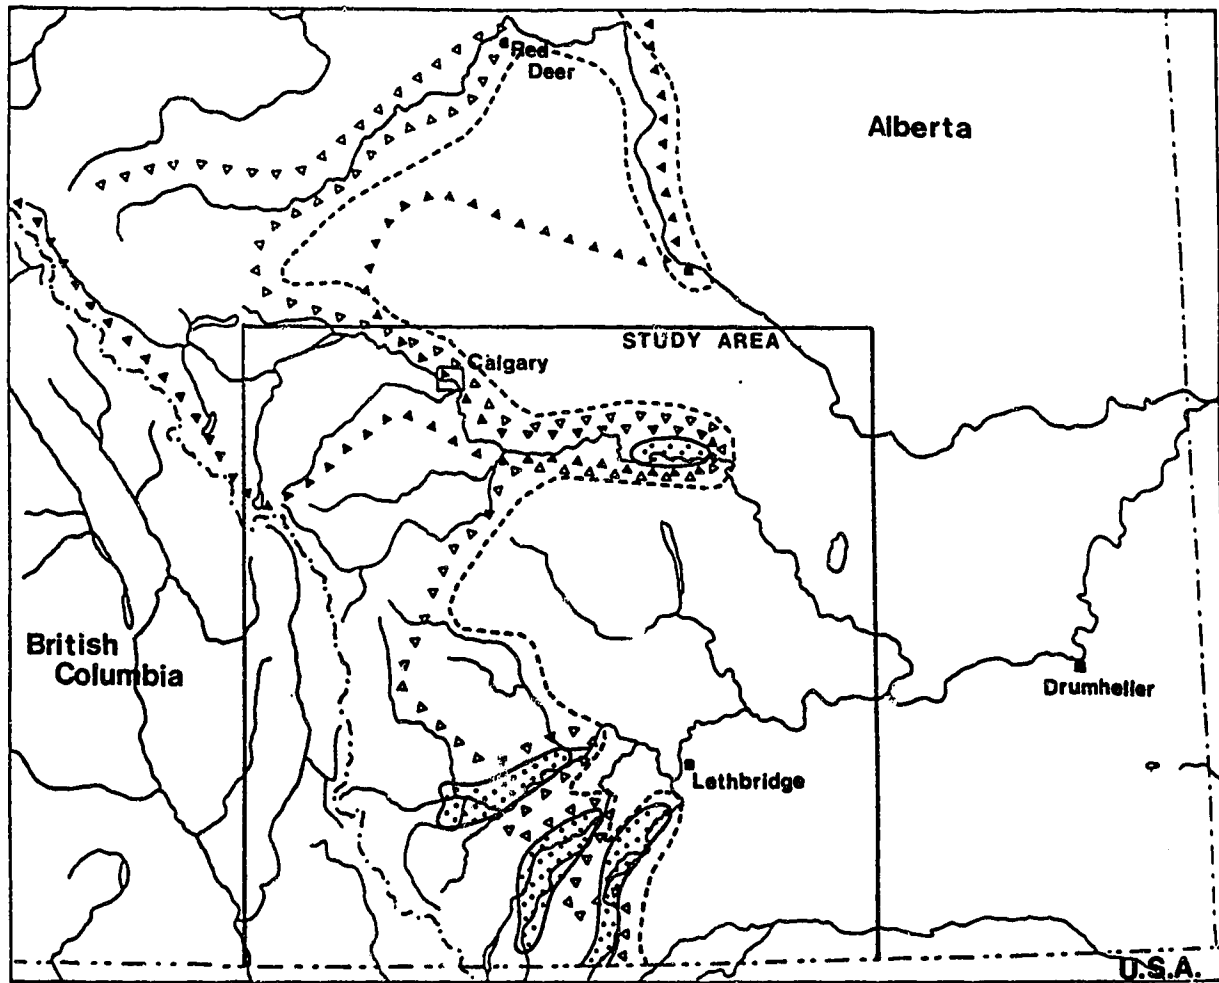 Red
Deer
Alberta
STUDY AREA
Calgary
British
Columbia
Drumheller
Lethbridge
U.S.A.